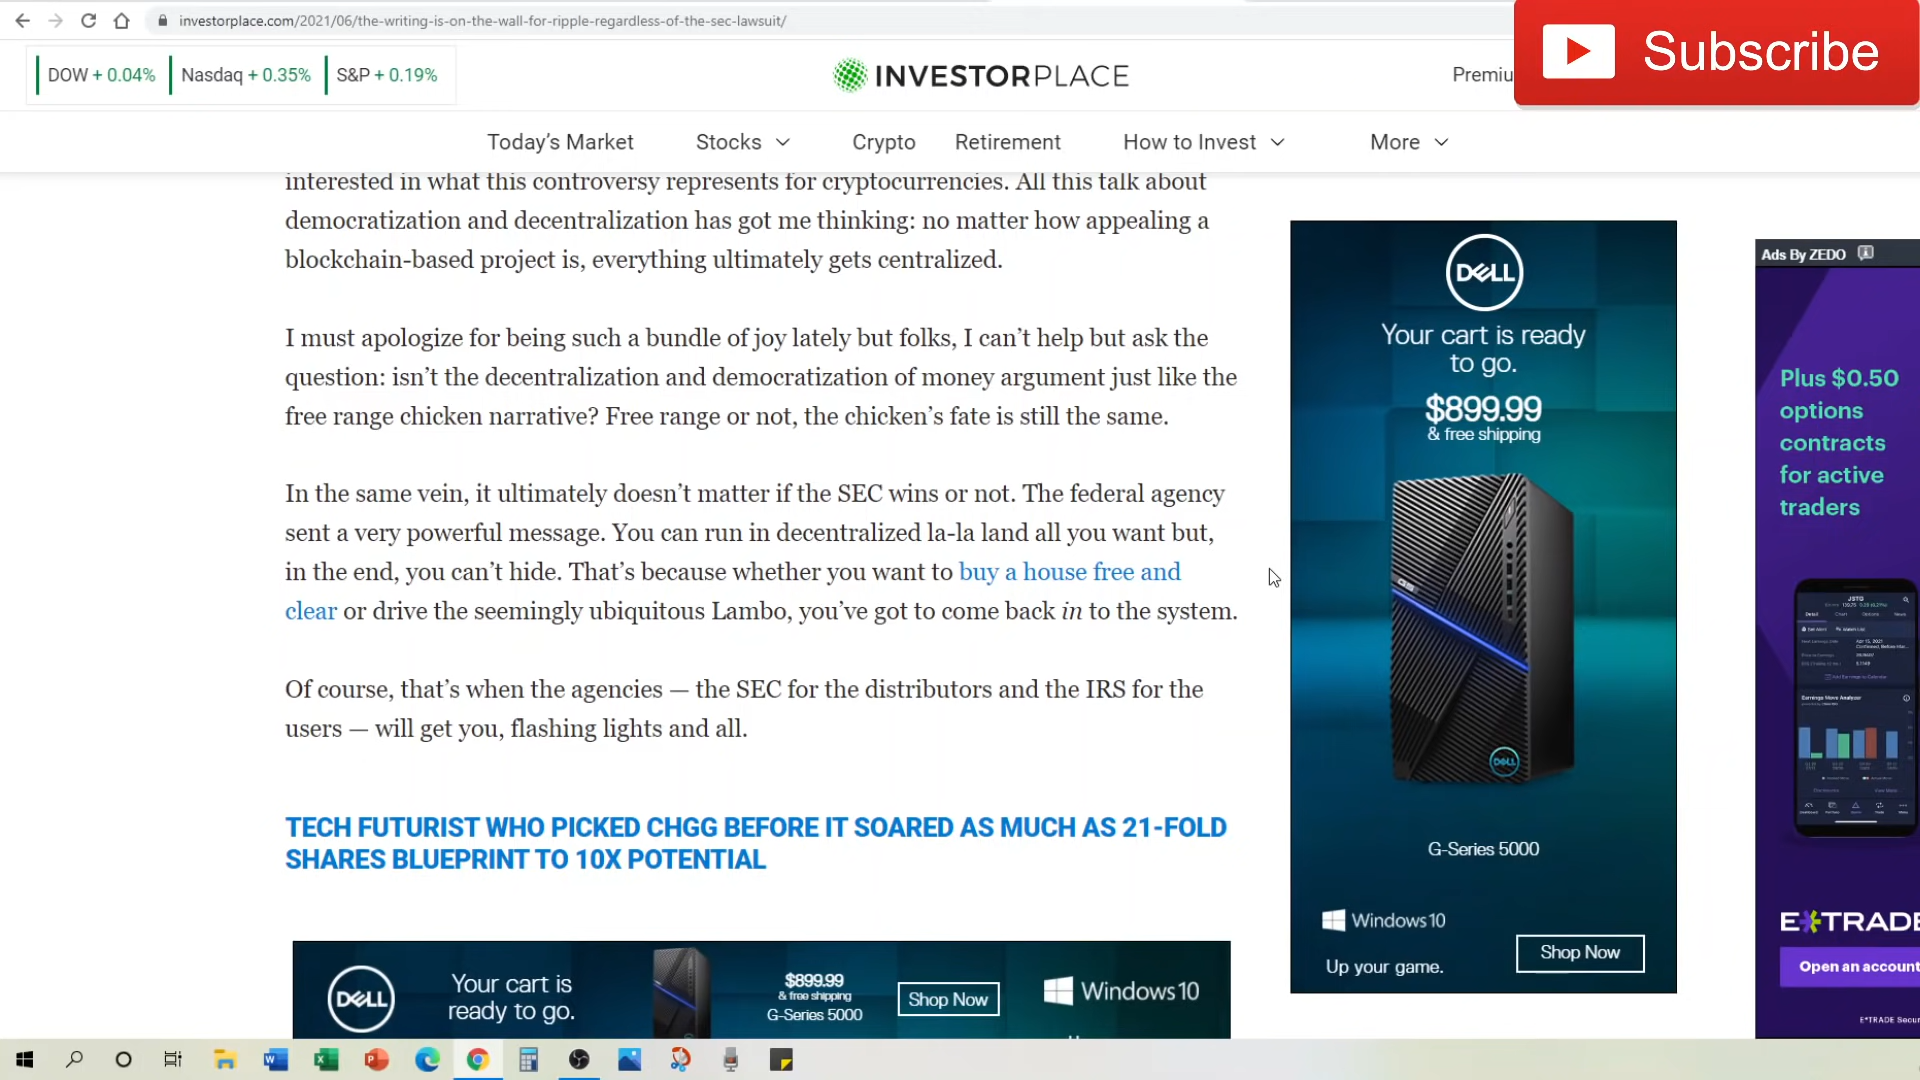 investorplace.com/2021/06/the-writing-is-on-the-wall-for-ripple-regardless-of-the-sec-lawsuit/
Subscribe
DOW + 0.04% Nasdaq + 0.35% S&P + 0.19%
INVESTORPLACE
Premiu
Today's Market Stocks Crypto Retirement How to Invest More
interested in what this controversy represents for cryptocurrencies. All this talk about
democratization and decentralization has got me thinking: no matter how appealing a
blockchain-based project is, everything ultimately gets centralized.
I must apologize for being such a bundle of joy lately but folks, I can't help but ask the
question: isn't the decentralization and democratization of money argument just like the
free range chicken narrative? Free range or not, the chicken's fate is still the same.
In the same vein, it ultimately doesn't matter if the SEC wins or not. The federal agency
sent a very powerful message. You can run in decentralized la-la land all you want but,
in the end, you can't hide. That's because whether you want to buy a house free and
clear or drive the seemingly ubiquitous Lambo, you've got to come back in to the system.
Of course, that's when the agencies — the SEC for the distributors and the IRS for the
users — will get you, flashing lights and all.
TECH FUTURIST WHO PICKED CHGG BEFORE IT SOARED AS MUCH AS 21-FOLD
SHARES BLUEPRINT TO 10X POTENTIAL
DELL
Your cart is
ready to go.
$899.99
& free shipping
G-Series 5000
Shop Now
Windows 10
DELL
Your cart is ready
to go.
$899.99
& free shipping
DELL
G-Series 5000
Windows 10
Up your game.
Shop Now
Ads By ZEDO
Plus $0.50
options
contracts
for active
traders
JSTG
Earnings Move Analyzer
E*TRADE
Open an account
E*TRADE Secur